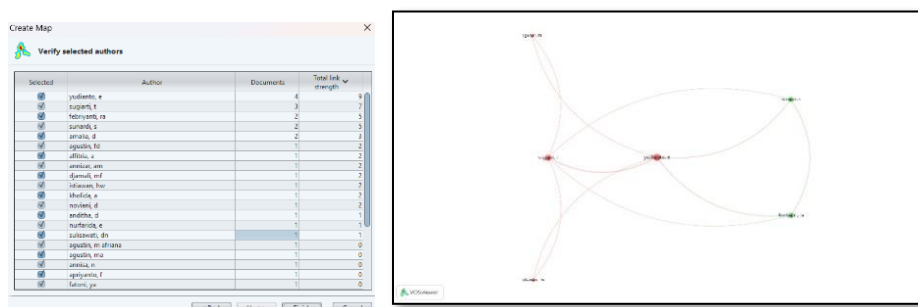 Create Map
Verify selected authors
Selected Author Documents Total link strength
yudianto, e 4 9
sugiarti, t 3 7
febriyanti, ra 2 5
sunardi, s 2 5
amalia, d 2 3
agustin, fd 1 2
alfitria, a 1 2
annizar, am 1 2
djamali, mf 1 2
istiawan, hw 1 2
kholida, a 1 2
novieni, d 1 2
anditha, d 1 1
nurfarida, e 1 1
sulisawati, dn 1 1
agustin, m afriana 1 0
agustin, ma 1 0
annisa, n 1 0
apriyanto, f 1 0
fatoni, ya 1 0
VOSviewer